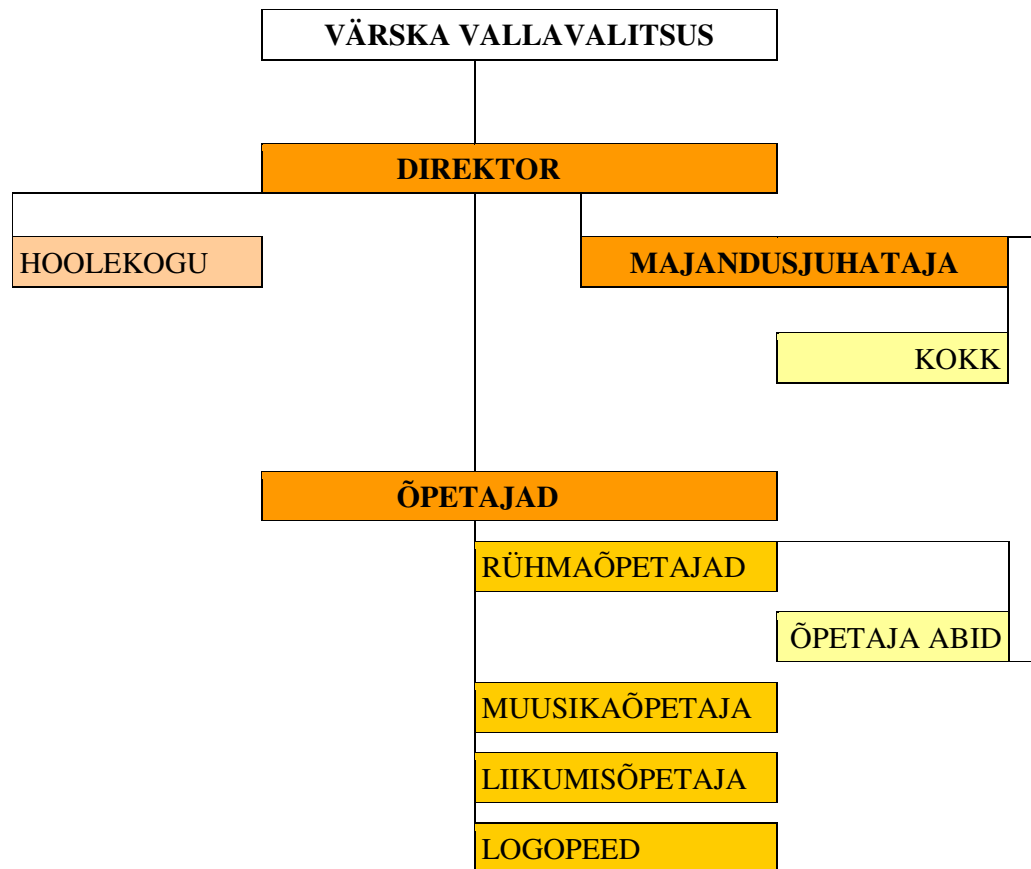 VÄRSKA VALLAVALITSUS
DIREKTOR
HOOLEKOGU
MAJANDUSJUHATAJA
KOKK
ÕPETAJAD
RÜHMAÕPETAJAD
ÕPETAJA ABID
MUUSIKAÕPETAJA
LIIKUMISÕPETAJA
LOGOPEED